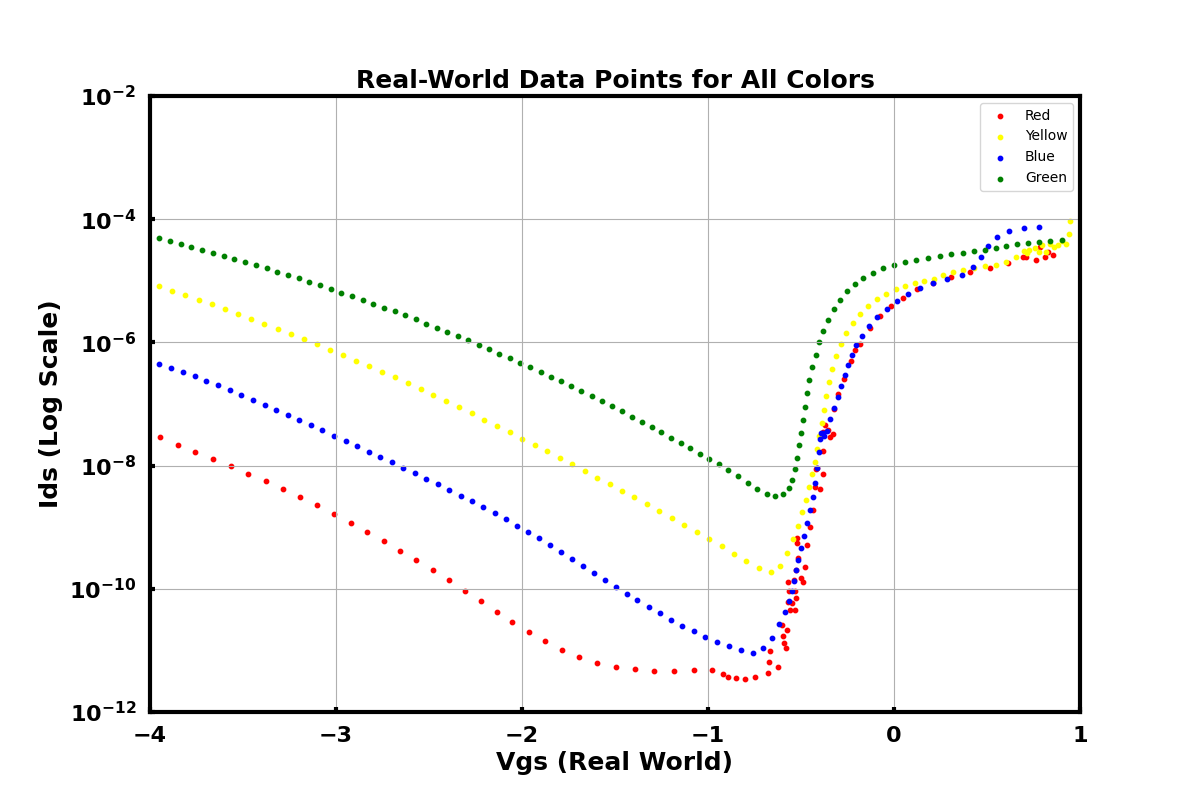 Real-World Data Points for All Colors
10⁻²
10⁻⁴
10⁻⁶
10⁻⁸
10⁻¹⁰
10⁻¹²
Ids (Log Scale)
Red
Yellow
Blue
Green
−4 −3 −2 −1 0 1
Vgs (Real World)